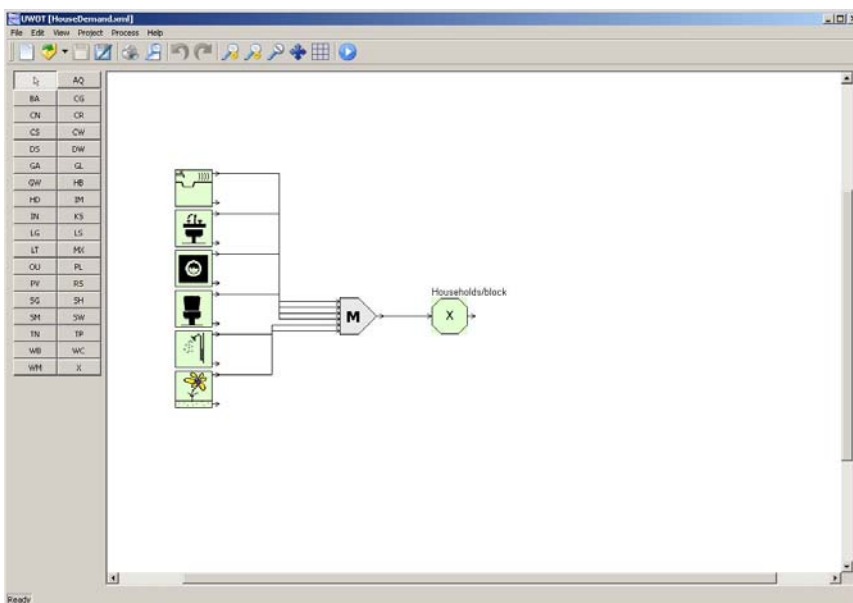 UWOT [HouseDemand.xml]
File Edit View Project Process Help
AQ
BA CG
CN CR
CS CW
DS DW
GA GL
GW HB
HD IM
IN KS
LG LS
LT MX
OU PL
PV RS
SG SH
SM SW
TN TP
WB WC
WM X
Households/block
M X
Ready